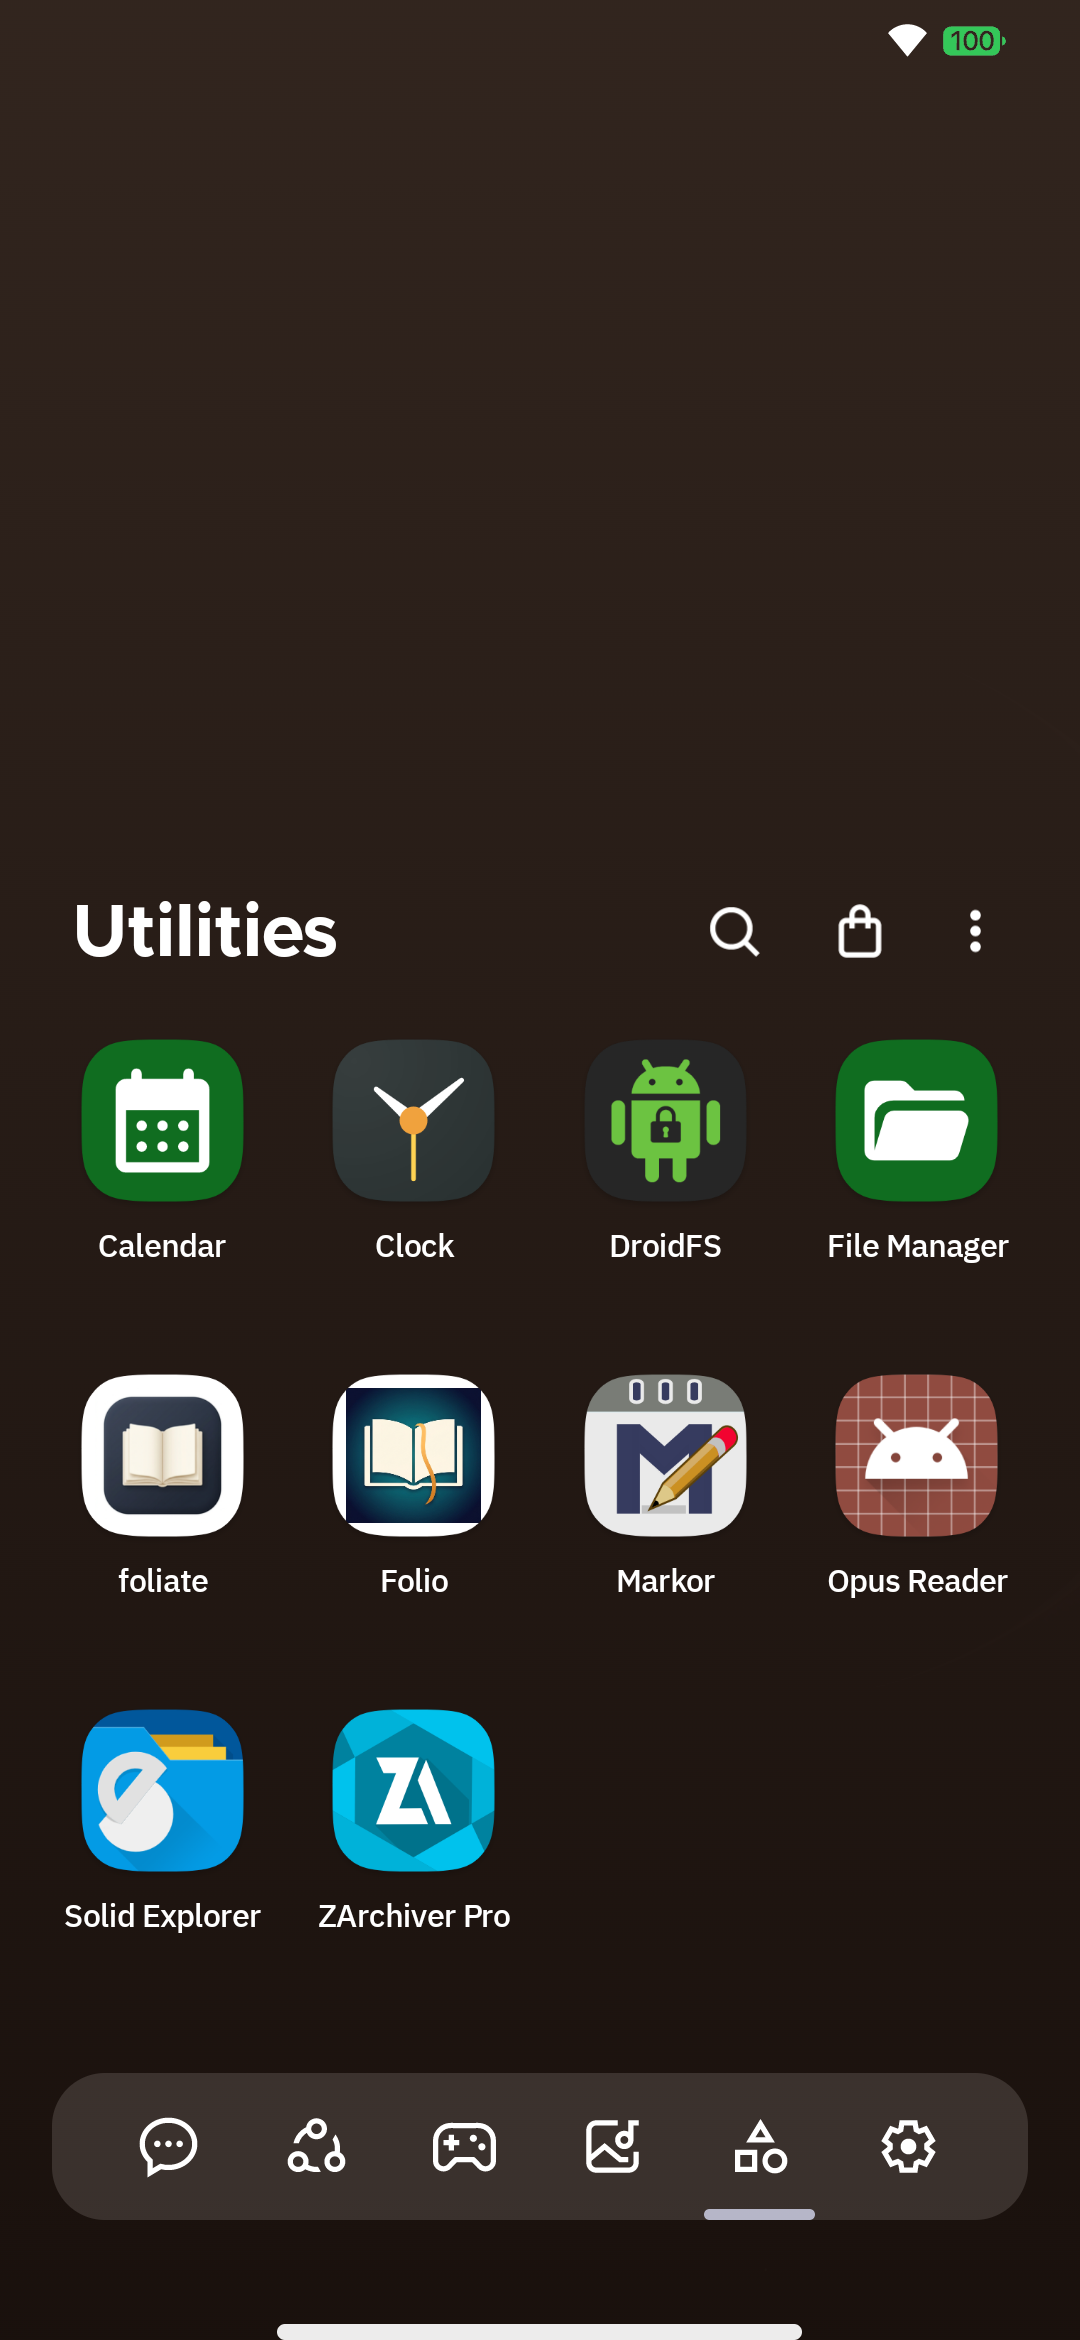 100
Utilities
Calendar
Clock
DroidFS
File Manager
foliate
Folio
Markor
Opus Reader
Solid Explorer
ZArchiver Pro